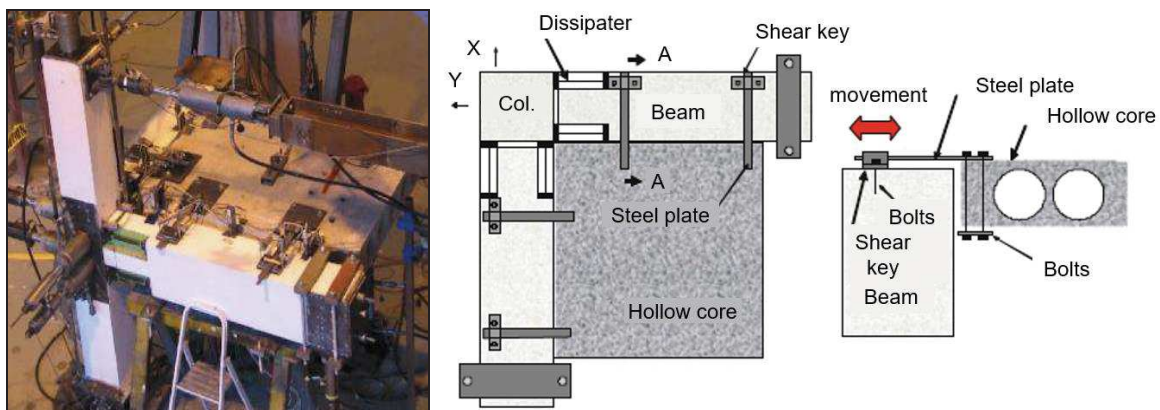 Dissipater
X
A
Shear key
Y
Col.
Beam
A
Steel plate
Hollow core
Steel plate
movement
Hollow core
Bolts
Shear
key
Bolts
Beam